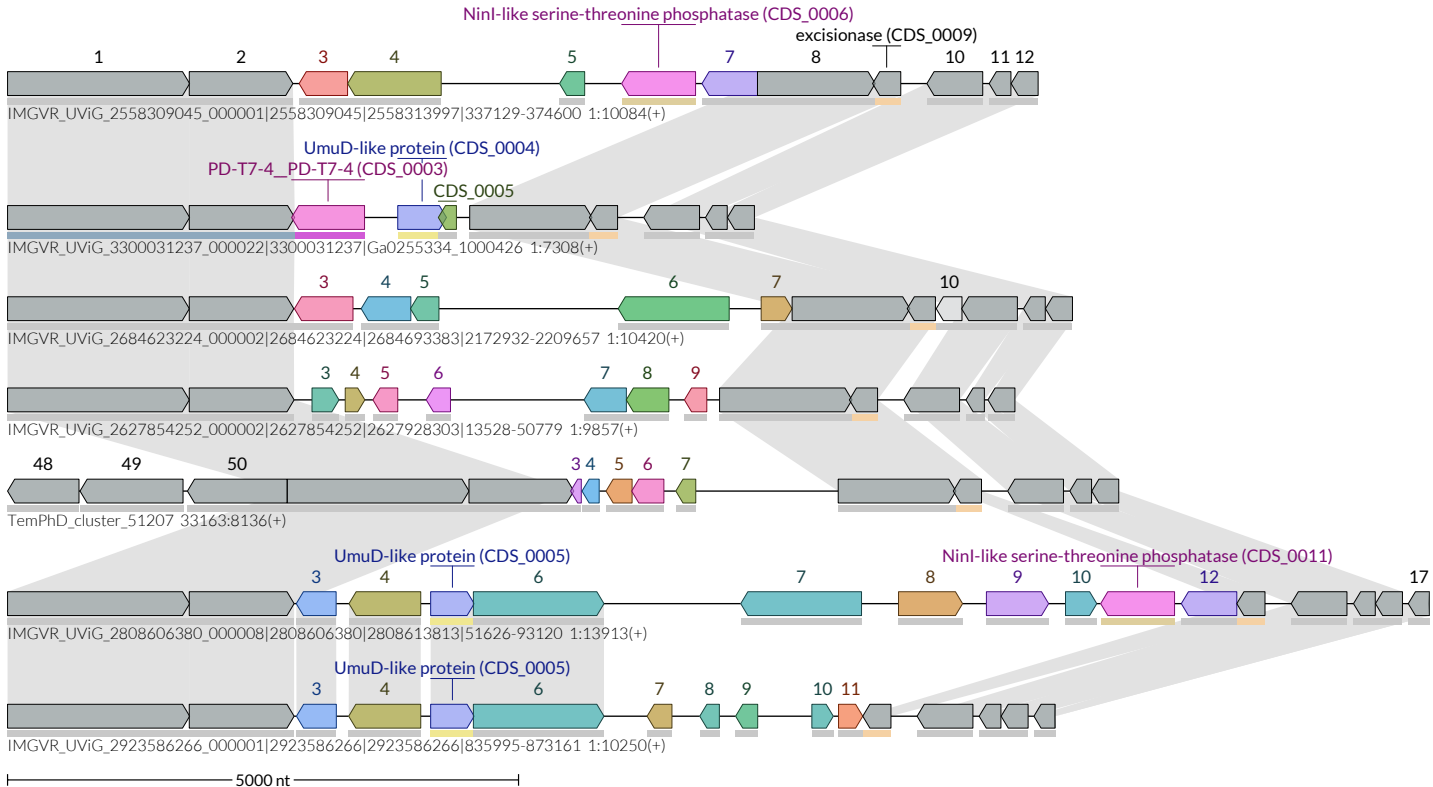 NinI-like serine-threonine phosphatase (CDS_0006)
excisionase (CDS_0009)
1 2 3 4 5 7 8 10 11 12
IMGVR_UViG_2558309045_000001|2558309045|2558313997|337129-374600 1:10084(+)
UmuD-like protein (CDS_0004)
PD-T7-4__PD-T7-4 (CDS_0003)
CDS_0005
IMGVR_UViG_3300031237_000022|3300031237|Ga0255334_1000426 1:7308(+)
3 4 5 6 7 10
IMGVR_UViG_2684623224_000002|2684623224|2684693383|2172932-2209657 1:10420(+)
3 4 5 6 7 8 9
IMGVR_UViG_2627854252_000002|2627854252|2627928303|13528-50779 1:9857(+)
48 49 50 3 4 5 6 7
TemPhD_cluster_51207 33163:8136(+)
UmuD-like protein (CDS_0005)
NinI-like serine-threonine phosphatase (CDS_0011)
3 4 6 7 8 9 10 12 17
IMGVR_UViG_2808606380_000008|2808606380|2808613813|51626-93120 1:13913(+)
UmuD-like protein (CDS_0005)
3 4 6 7 8 9 10 11
IMGVR_UViG_2923586266_000001|2923586266|2923586266|835995-873161 1:10250(+)
5000 nt